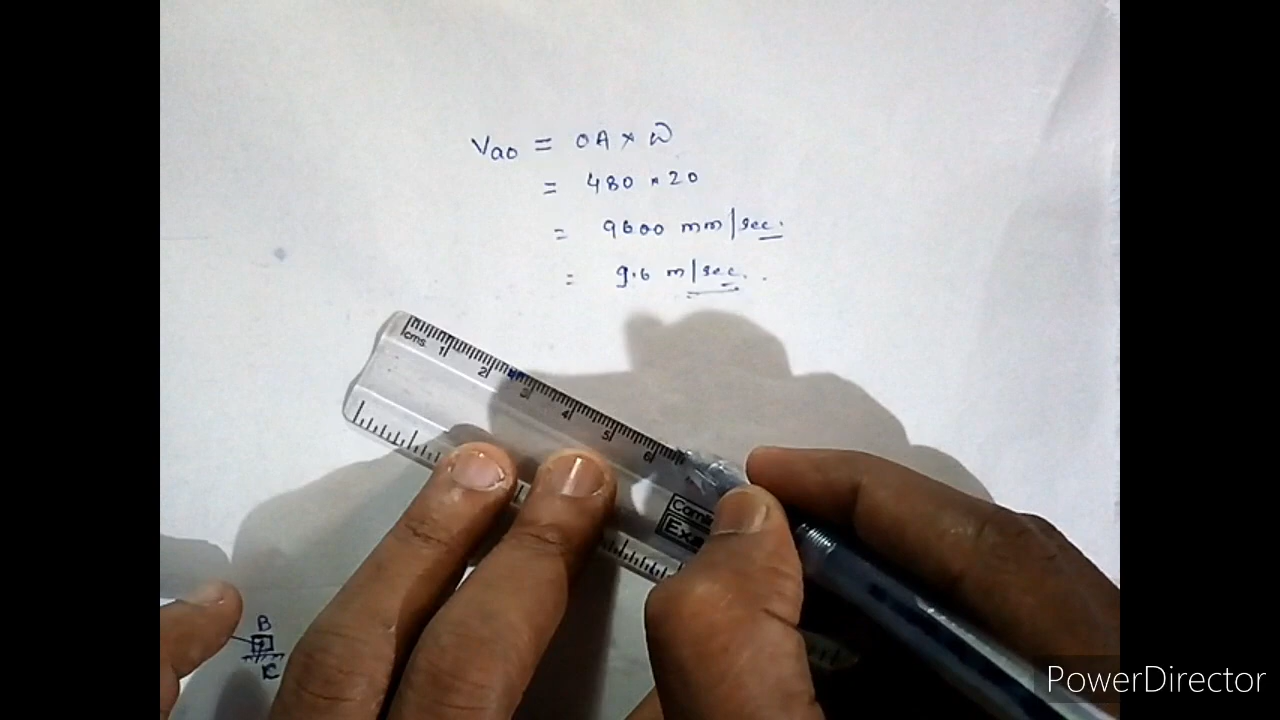 Vao = OA × ω
= 480 × 20
= 9600 mm/sec.
= 9.6 m/sec.
cms. 1 2 3 4 5 6
B
PowerDirector